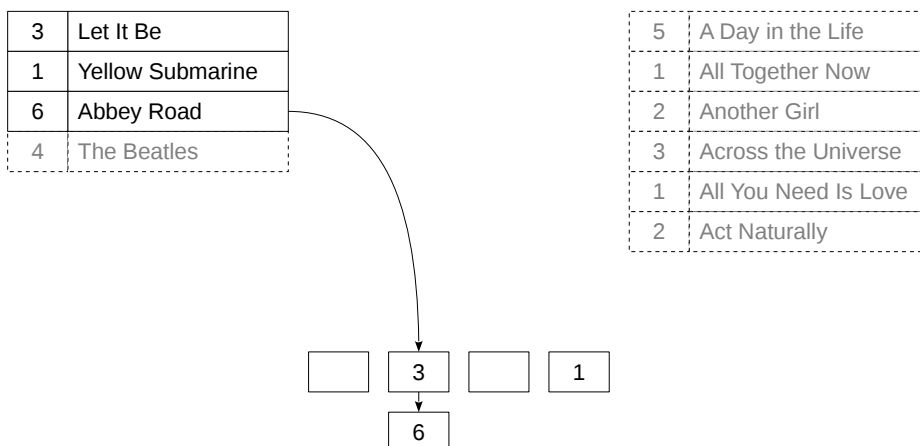 3 Let It Be
1 Yellow Submarine
6 Abbey Road
4 The Beatles
5 A Day in the Life
1 All Together Now
2 Another Girl
3 Across the Universe
1 All You Need Is Love
2 Act Naturally
3 1
6